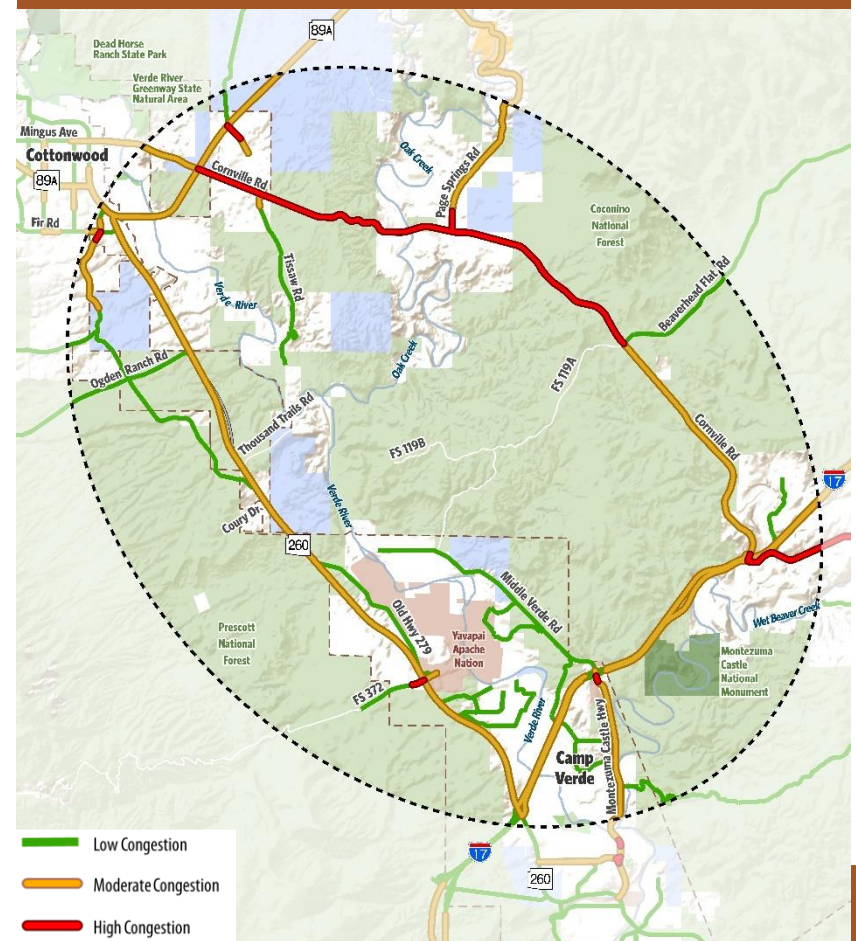 89A
Dead Horse
Ranch State Park
Verde River
Greenway State
Natural Area
Mingus Ave
Cottonwood
89A
Fir Rd
Cornville Rd
Oak Creek
Page Springs Rd
Coconino
National
Forest
Tissaw Rd
Verde River
Beaverhead Flat Rd
Ogden Ranch Rd
Oak Creek
FS 119A
Thousand Trails Rd
FS 119B
Cornville Rd
17
Verde River
Coury Dr
260
Middle Verde Rd
Old Hwy 279
Wet Beaver Creek
Prescott
National
Forest
Yavapai
Apache
Nation
Montezuma
Castle
National
Monument
FS 372
Verde River
Montezuma Castle Hwy
Camp
Verde
17
260
Low Congestion
Moderate Congestion
High Congestion